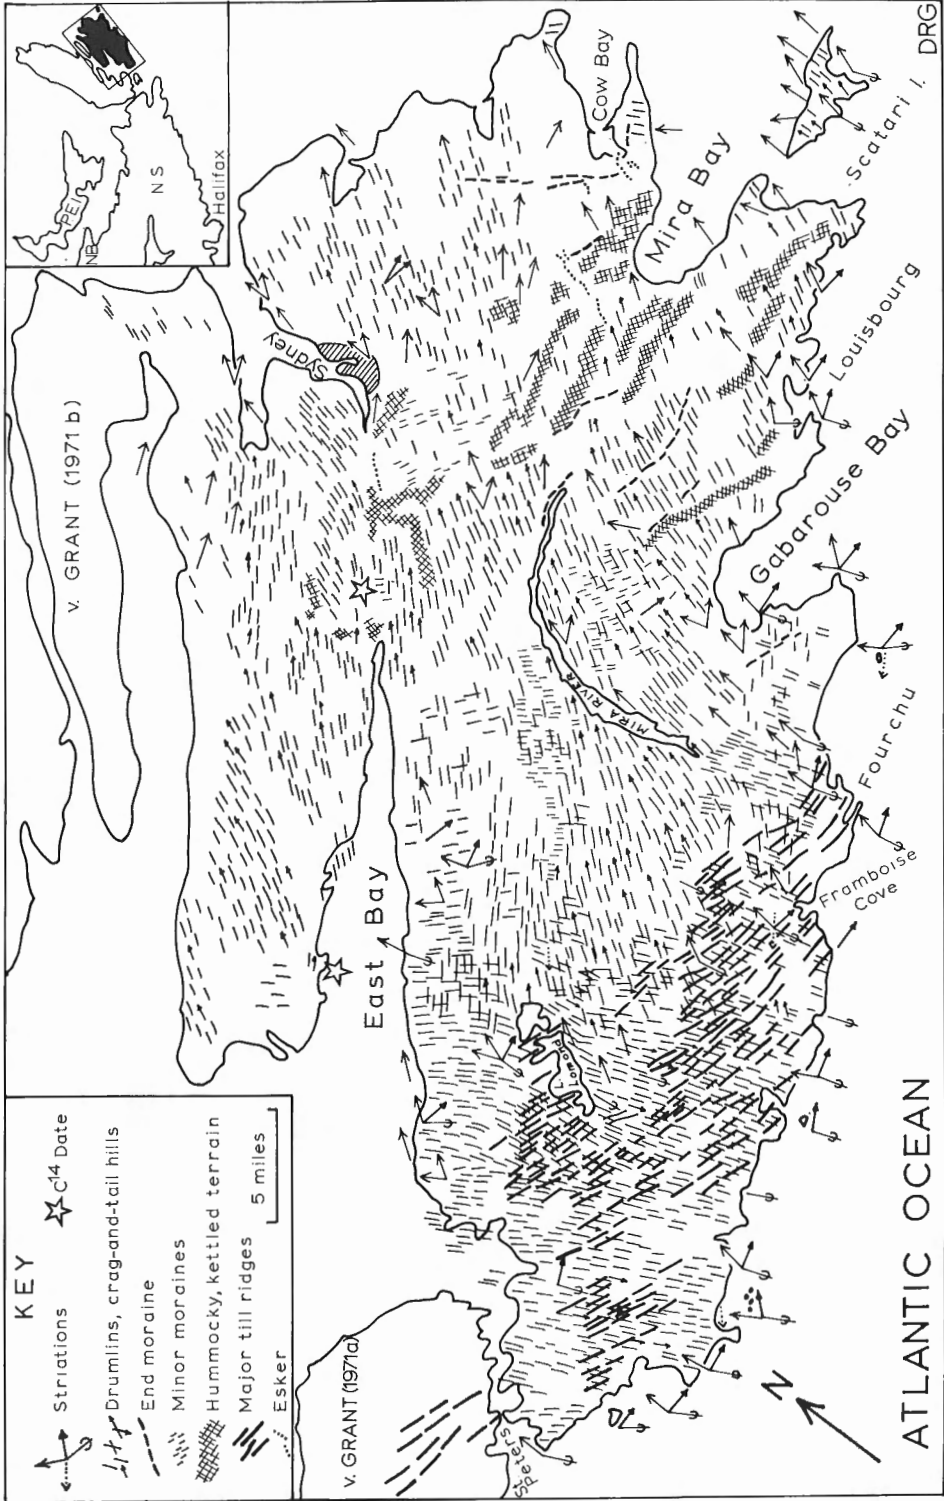 KEY
Striations
C14 Date
Drumlins, crag-and-tail hills
End moraine
Minor moraines
Hummocky, kettled terrain
Major till ridges
Esker
5 miles
v. GRANT (1971 b)
v. GRANT (1971a)
PEI
NB
NS
Halifax
Sydney
East Bay
Cow Bay
Mira Bay
Scatari I.
Louisbourg
Gabarouse Bay
MIRA RIVER
L. Lomond
Fourchu
Framboise
Cove
St. Peters
N
ATLANTIC OCEAN
DRG